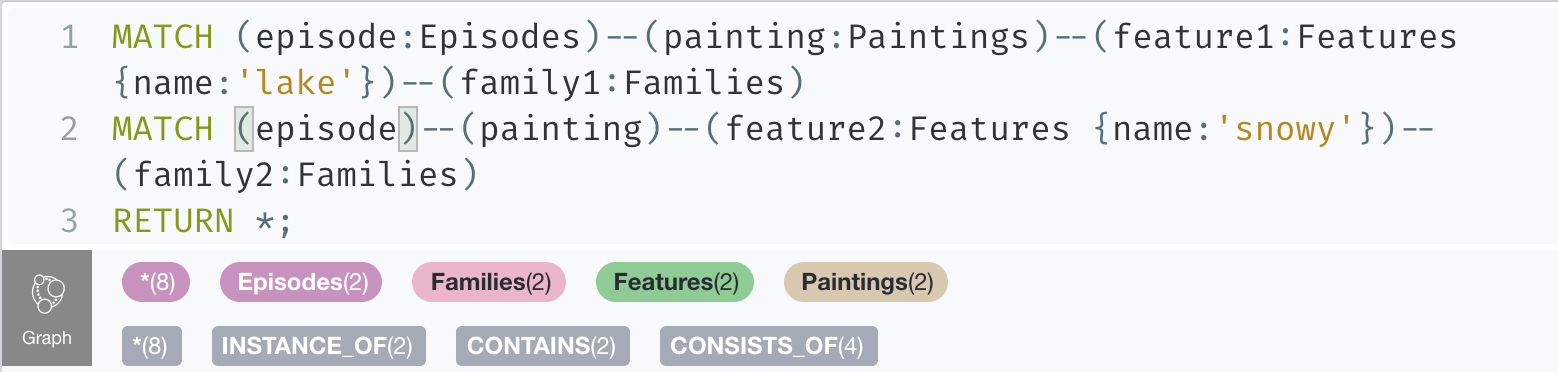 1 MATCH (episode:Episodes)--(painting:Paintings)--(feature1:Features
{name:'lake'})--(family1:Families)
2 MATCH (episode)--(painting)--(feature2:Features {name:'snowy'})--
(family2:Families)
3 RETURN *;
*(8) Episodes(2) Families(2) Features(2) Paintings(2)
Graph
*(8) INSTANCE_OF(2) CONTAINS(2) CONSISTS_OF(4)